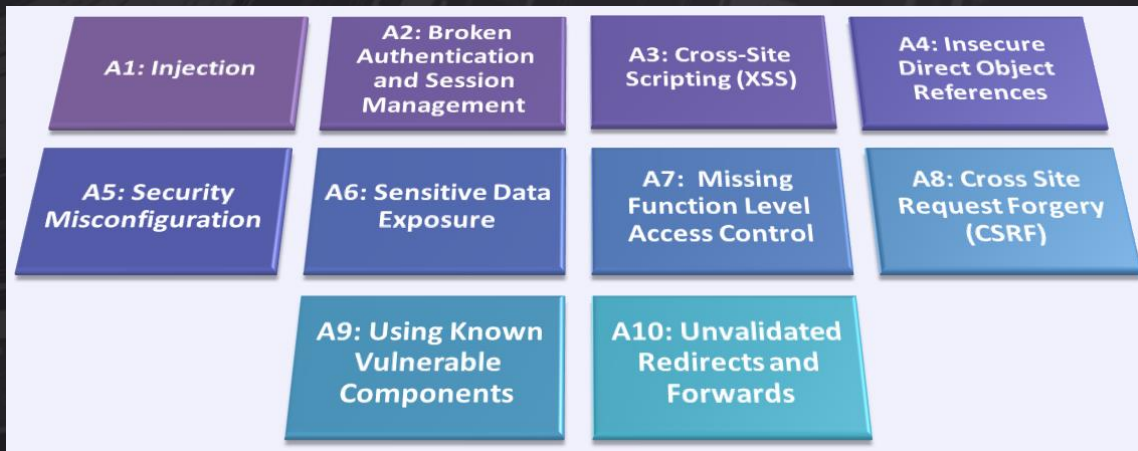 A1: Injection
A2: Broken
Authentication
and Session
Management
A3: Cross-Site
Scripting (XSS)
A4: Insecure
Direct Object
References
A5: Security
Misconfiguration
A6: Sensitive Data
Exposure
A7:  Missing
Function Level
Access Control
A8: Cross Site
Request Forgery
(CSRF)
A9: Using Known
Vulnerable
Components
A10: Unvalidated
Redirects and
Forwards